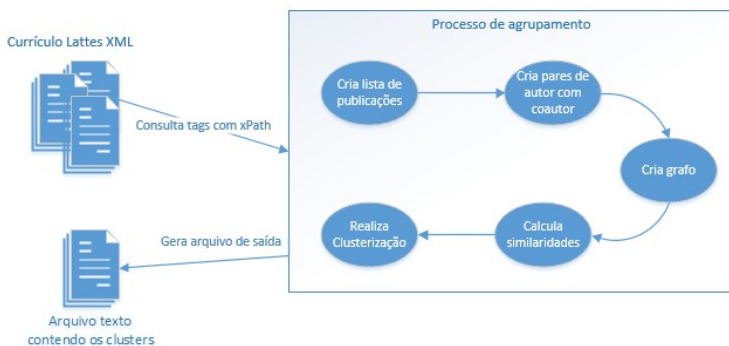 Processo de agrupamento
Currículo Lattes XML
Cria lista de
publicações
Cria pares de
autor com
coautor
Consulta tags com xPath
Cria grafo
Realiza
Clusterização
Calcula
similaridades
Gera arquivo de saída
Arquivo texto
contendo os clusters